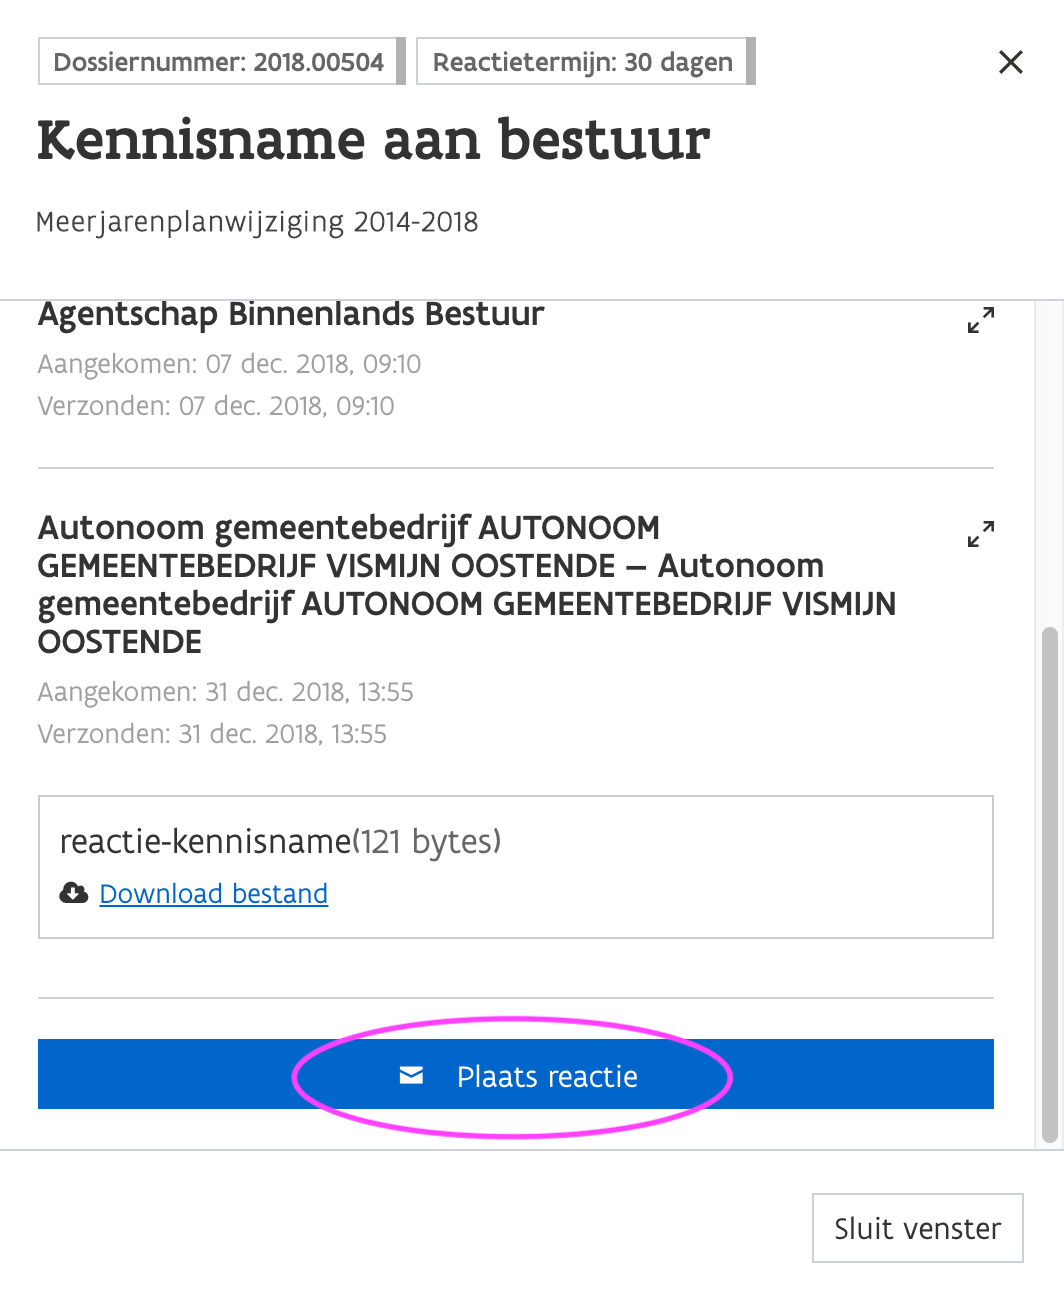 Dossiernummer: 2018.00504
Reactietermijn: 30 dagen
Kennisname aan bestuur
Meerjarenplanwijziging 2014-2018
Agentschap Binnenlands Bestuur
Aangekomen: 07 dec. 2018, 09:10
Verzonden: 07 dec. 2018, 09:10
Autonoom gemeentebedrijf AUTONOOM
GEMEENTEBEDRIJF VISMIJN OOSTENDE – Autonoom
gemeentebedrijf AUTONOOM GEMEENTEBEDRIJF VISMIJN
OOSTENDE
Aangekomen: 31 dec. 2018, 13:55
Verzonden: 31 dec. 2018, 13:55
reactie-kennisname(121 bytes)
Download bestand
Plaats reactie
Sluit venster